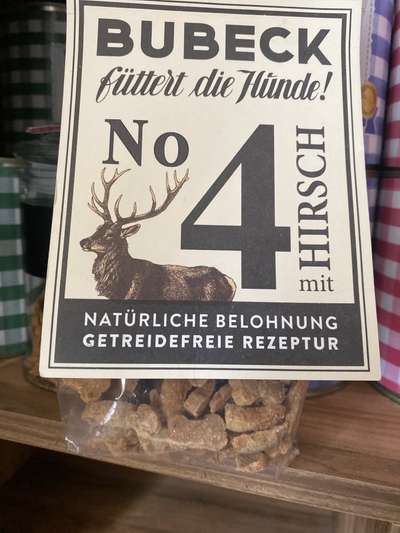 BUBECK
füttert die Hunde!
No 4 mit HIRSCH
NATÜRLICHE BELOHNUNG
GETREIDEFREIE REZEPTUR